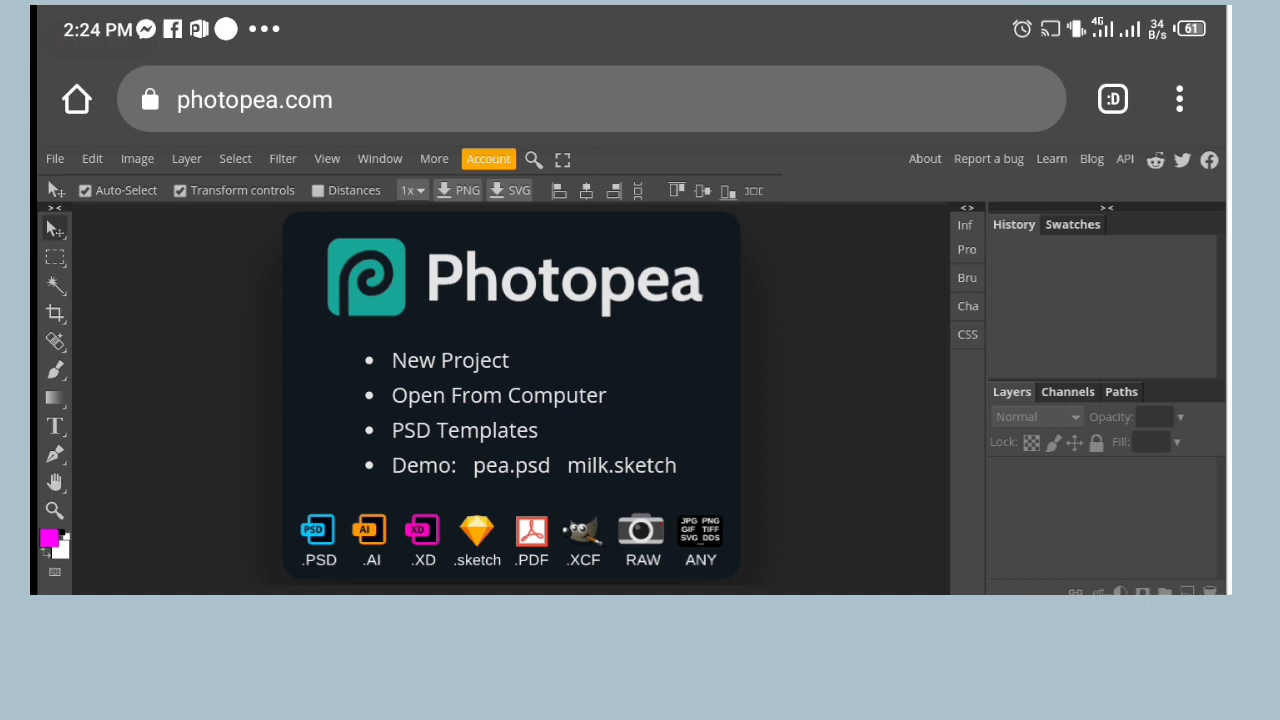 2:24 PM 4G 34 B/s 61
photopea.com :D
File Edit Image Layer Select Filter View Window More Account About Report a bug Learn Blog API
Auto-Select Transform controls Distances 1x PNG SVG
> < < > > <
Inf History Swatches
Pro
Bru
Cha
CSS
Photopea
New Project
Open From Computer
PSD Templates
Demo: pea.psd milk.sketch
Layers Channels Paths
Normal Opacity:
Lock: Fill:
PSD AI XD JPG PNG GIF TIFF SVG DDS
.PSD .AI .XD .sketch .PDF .XCF RAW ANY